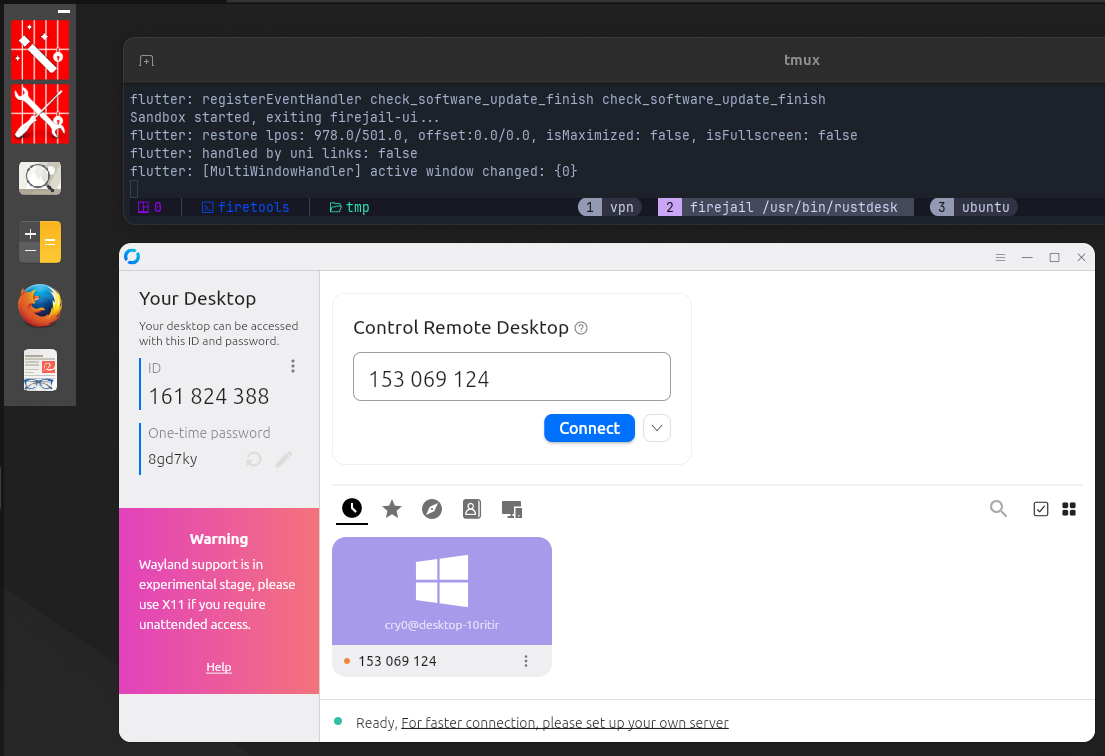 tmux
flutter: registerEventHandler check_software_update_finish check_software_update_finish
Sandbox started, exiting firejail-ui...
flutter: restore lpos: 978.0/501.0, offset:0.0/0.0, isMaximized: false, isFullscreen: false
flutter: handled by uni links: false
flutter: [MultiWindowHandler] active window changed: {0}
0 firetools tmp 1 vpn 2 firejail /usr/bin/rustdesk 3 ubuntu
Your Desktop
Your desktop can be accessed
with this ID and password.
ID
161 824 388
One-time password
8gd7ky
Warning
Wayland support is in
experimental stage, please
use X11 if you require
unattended access.
Help
Control Remote Desktop
153 069 124
Connect
cry0@desktop-10ritir
153 069 124
Ready, For faster connection, please set up your own server